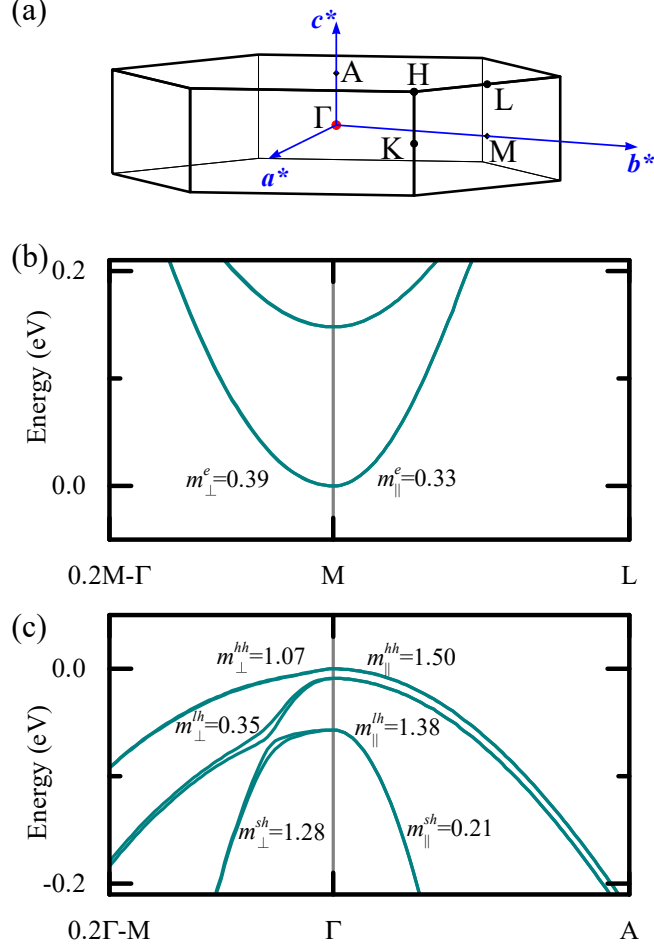 (a)
c*
A
H
L
Γ
K
M
a*
b*
(b)
0.2
Energy (eV)
0.0
m⊥^e=0.39
m∥^e=0.33
0.2M-Γ
M
L
(c)
0.0
m⊥^hh=1.07
m∥^hh=1.50
m⊥^lh=0.35
m∥^lh=1.38
Energy (eV)
m⊥^sh=1.28
m∥^sh=0.21
-0.2
0.2Γ-M
Γ
A